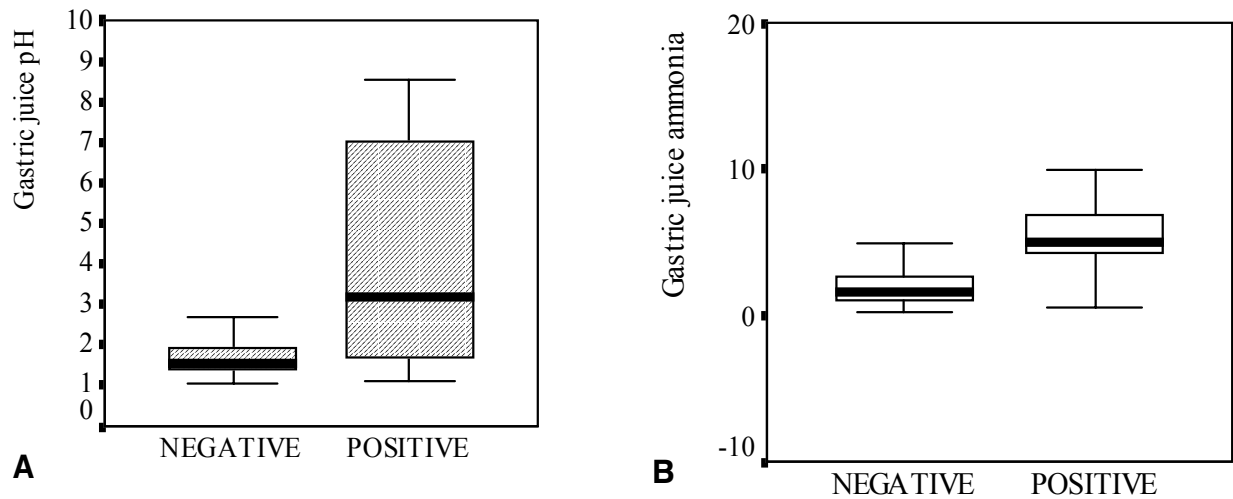 Gastric juice pH
10
9
8
7
6
5
4
3
2
1
0
NEGATIVE POSITIVE
A
Gastric juice ammonia
20
10
0
-10
NEGATIVE POSITIVE
B